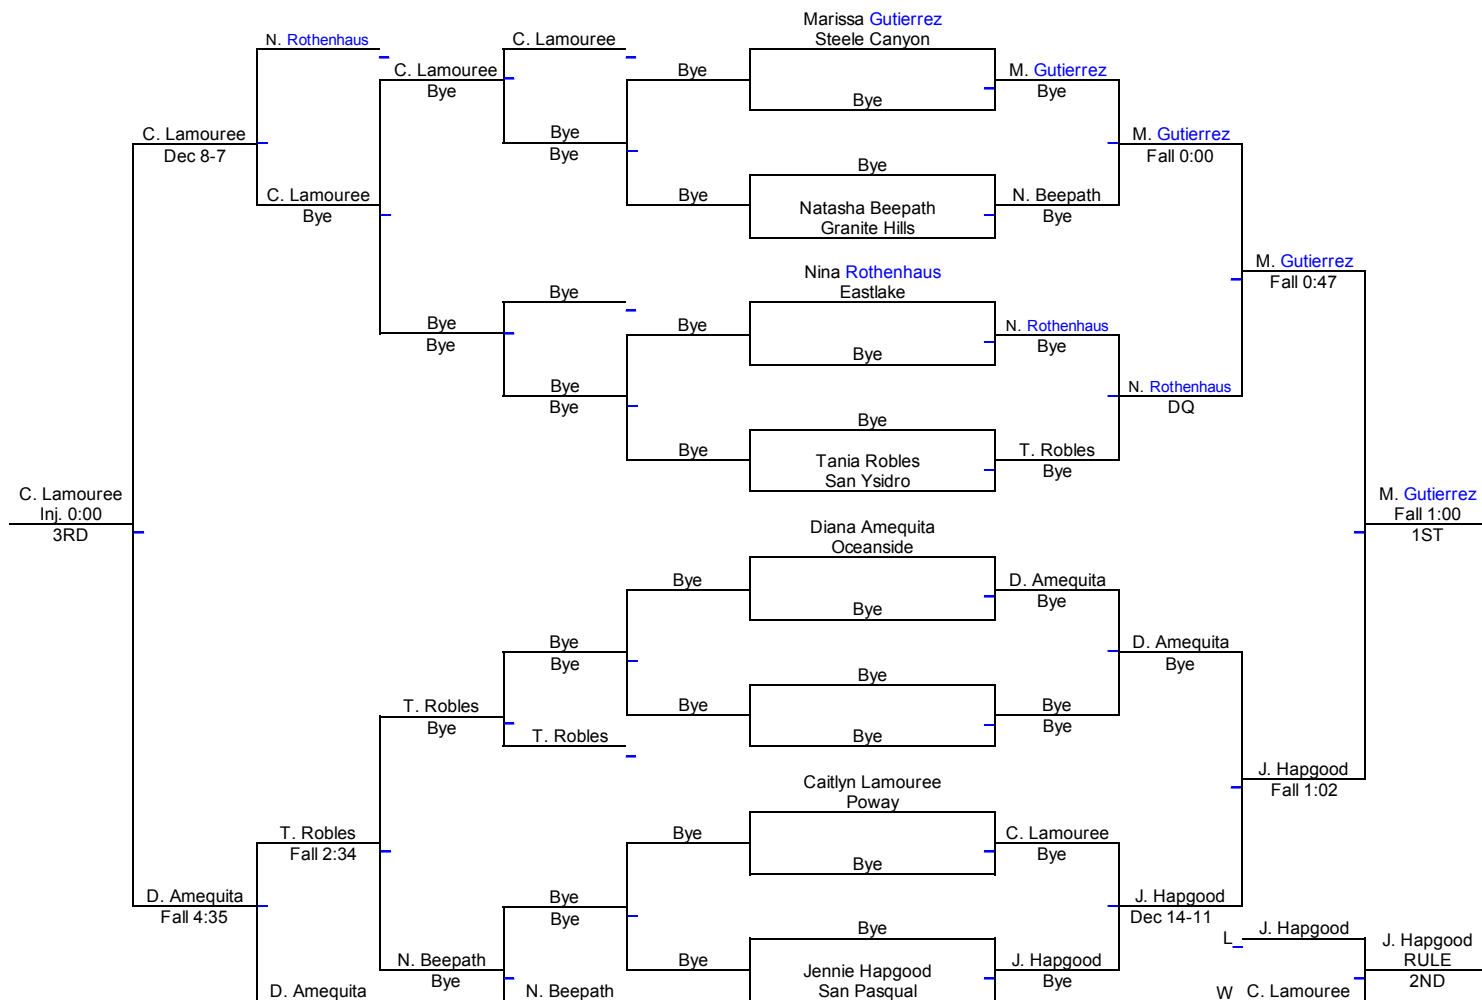 Marissa Gutierrez
Steele Canyon
N. Rothenhaus
C. Lamouree
C. Lamouree
Bye
Bye
M. Gutierrez
Bye
Bye
C. Lamouree
Dec 8-7
Bye
Bye
M. Gutierrez
Fall 0:00
Bye
C. Lamouree
Bye
Bye
Natasha Beepath
Granite Hills
N. Beepath
Bye
Nina Rothenhaus
Eastlake
M. Gutierrez
Fall 0:47
Bye
Bye
Bye
Bye
N. Rothenhaus
Bye
Bye
Bye
Bye
N. Rothenhaus
DQ
Bye
Bye
Tania Robles
San Ysidro
T. Robles
Bye
C. Lamouree
Inj. 0:00
3RD
M. Gutierrez
Fall 1:00
1ST
Diana Amequita
Oceanside
Bye
D. Amequita
Bye
Bye
Bye
Bye
D. Amequita
Bye
Bye
T. Robles
Bye
Bye
Bye
Bye
T. Robles
Bye
J. Hapgood
Fall 1:02
Caitlyn Lamouree
Poway
T. Robles
Fall 2:34
Bye
C. Lamouree
Bye
Bye
D. Amequita
Fall 4:35
Bye
Bye
J. Hapgood
Dec 14-11
Bye
L
J. Hapgood
N. Beepath
Bye
Bye
Jennie Hapgood
San Pasqual
J. Hapgood
Bye
J. Hapgood
RULE
2ND
D. Amequita
N. Beepath
W
C. Lamouree